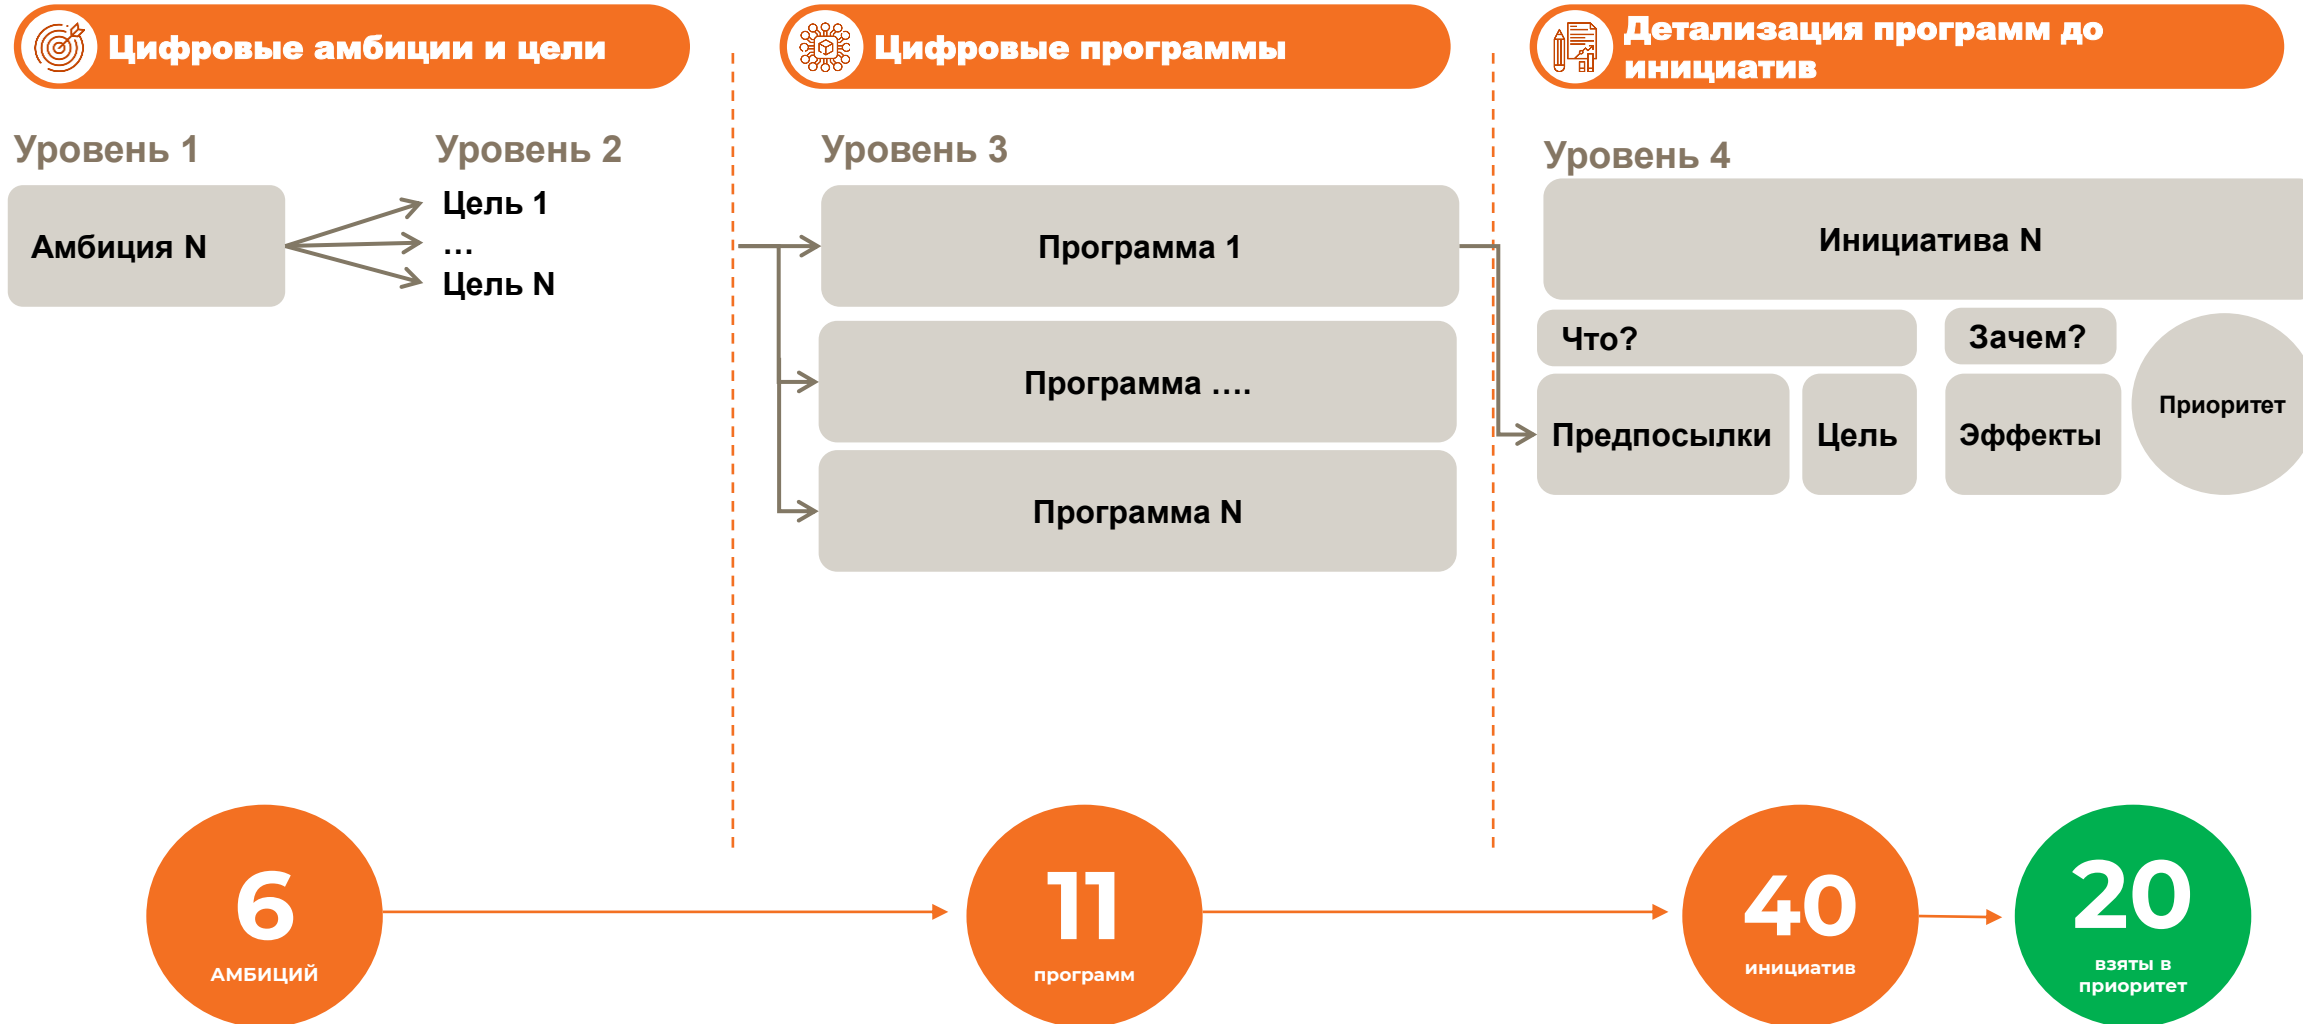 Цифровые амбиции и цели
Цифровые программы
Детализация программ до
инициатив
Уровень 1
Уровень 2
Уровень 3
Уровень 4
Амбиция N
Цель 1
...
Цель N
Программа 1
Программа ....
Программа N
Инициатива N
Что?
Зачем?
Предпосылки
Цель
Эффекты
Приоритет
6
АМБИЦИЙ
11
программ
40
инициатив
20
взяты в
приоритет